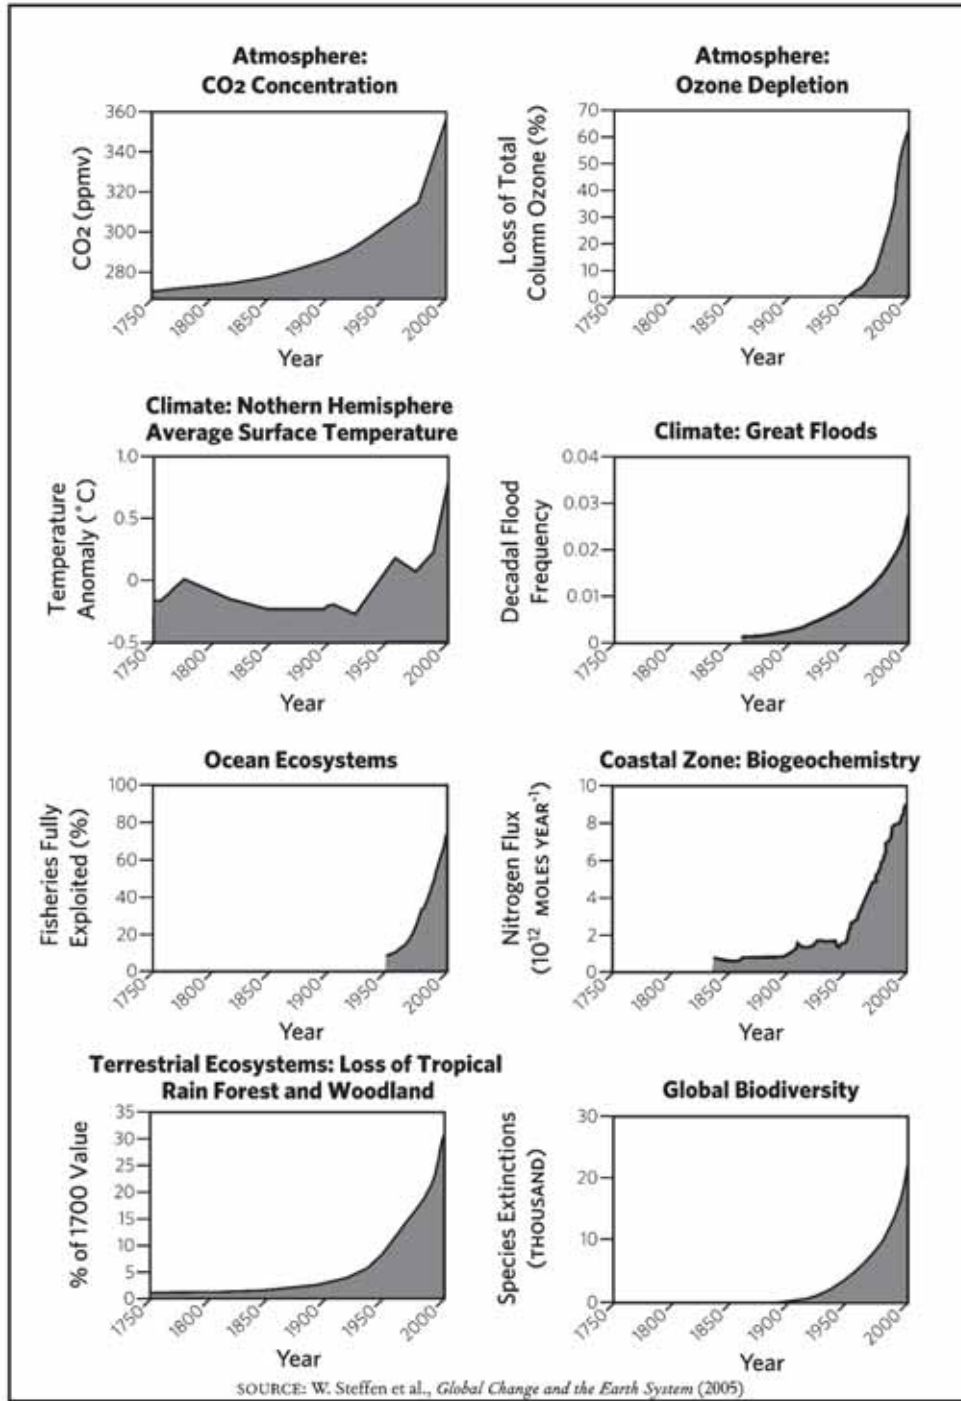 Atmosphere:
CO2 Concentration
360
340
320
300
280
CO2 (ppmv)
1750
1800
1850
1900
1950
2000
Year
Atmosphere:
Ozone Depletion
70
60
50
40
30
20
10
0
Loss of Total
Column Ozone (%)
1750
1800
1850
1900
1950
2000
Year
Climate: Nothern Hemisphere
Average Surface Temperature
1.0
0.5
0
-0.5
Temperature
Anomaly (˚C)
1750
1800
1850
1900
1950
2000
Year
Climate: Great Floods
0.04
0.03
0.02
0.01
0
Decadal Flood
Frequency
1750
1800
1850
1900
1950
2000
Year
Ocean Ecosystems
100
80
60
40
20
0
Fisheries Fully
Exploited (%)
1750
1800
1850
1900
1950
2000
Year
Coastal Zone: Biogeochemistry
10
8
6
4
2
0
Nitrogen Flux
(10¹² MOLES YEAR⁻¹)
1750
1800
1850
1900
1950
2000
Year
Terrestrial Ecosystems: Loss of Tropical
Rain Forest and Woodland
35
30
25
20
15
10
5
0
% of 1700 Value
1750
1800
1850
1900
1950
2000
Year
Global Biodiversity
30
20
10
0
Species Extinctions
(THOUSAND)
1750
1800
1850
1900
1950
2000
Year
SOURCE: W. Steffen et al., Global Change and the Earth System (2005)